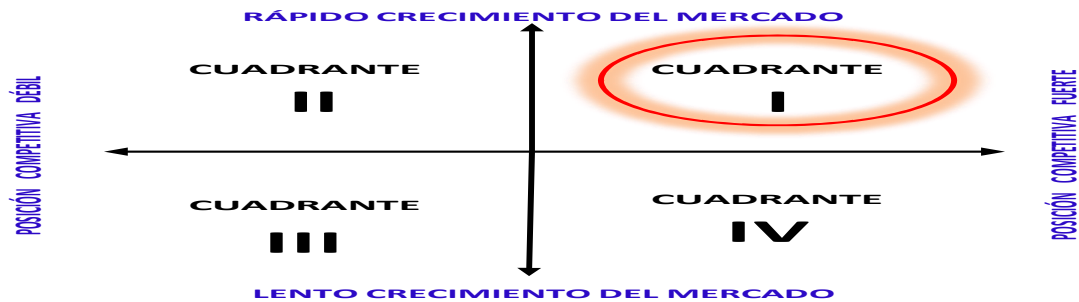 RÁPIDO CRECIMIENTO DEL MERCADO
CUADRANTE
II
CUADRANTE
I
POSICIÓN COMPETITIVA DÉBIL
POSICIÓN COMPETITIVA FUERTE
CUADRANTE
III
CUADRANTE
IV
LENTO CRECIMIENTO DEL MERCADO